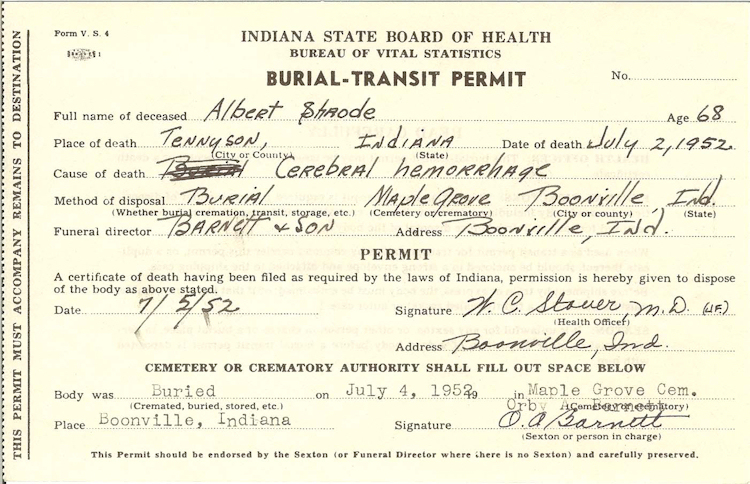 Form V. S. 4
INDIANA STATE BOARD OF HEALTH
BUREAU OF VITAL STATISTICS
BURIAL-TRANSIT PERMIT
No.
Full name of deceased Albert Shrode Age 68
Place of death Tennyson, Indiana Date of death July 2, 1952
(City or County) (State)
Cause of death Burial Cerebral hemorrhage
Method of disposal Burial Maple Grove Boonville, Ind.
(Whether burial cremation, transit, storage, etc.) (Cemetery or crematory) (City or county) (State)
Funeral director Barnett & Son Address Boonville, Ind.
PERMIT
A certificate of death having been filed as required by the laws of Indiana, permission is hereby given to dispose
of the body as above stated.
Date 7/5/52 Signature W. C. Stover, M.D.
(Health Officer)
Address Boonville, Ind.
CEMETERY OR CREMATORY AUTHORITY SHALL FILL OUT SPACE BELOW
Body was Buried on July 4, 1952, 19 in Maple Grove Cem.
(Cremated, buried, stored, etc.) Orby A. Barnett (Cemetery or crematory)
Place Boonville, Indiana Signature O. A Barnett
(Sexton or person in charge)
This Permit should be endorsed by the Sexton (or Funeral Director where there is no Sexton) and carefully preserved.
THIS PERMIT MUST ACCOMPANY REMAINS TO DESTINATION